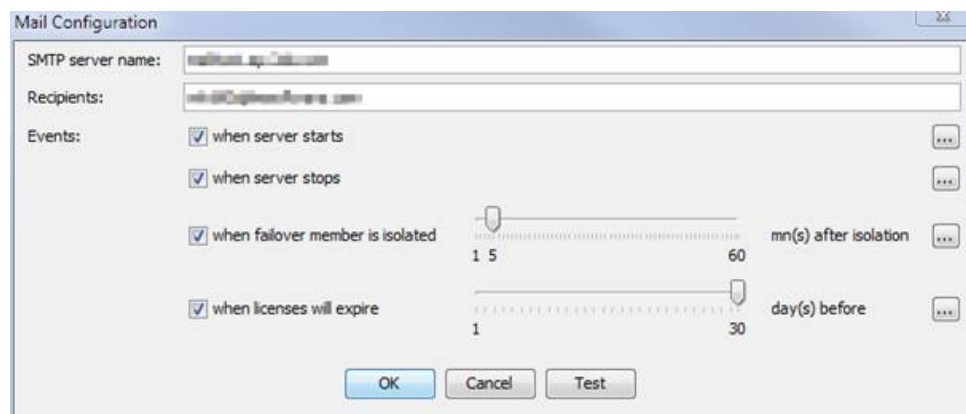 Mail Configuration
SMTP server name:
Recipients:
Events: when server starts ...
when server stops ...
when failover member is isolated mn(s) after isolation ...
1 5 60
when licenses will expire day(s) before ...
1 30
OK Cancel Test